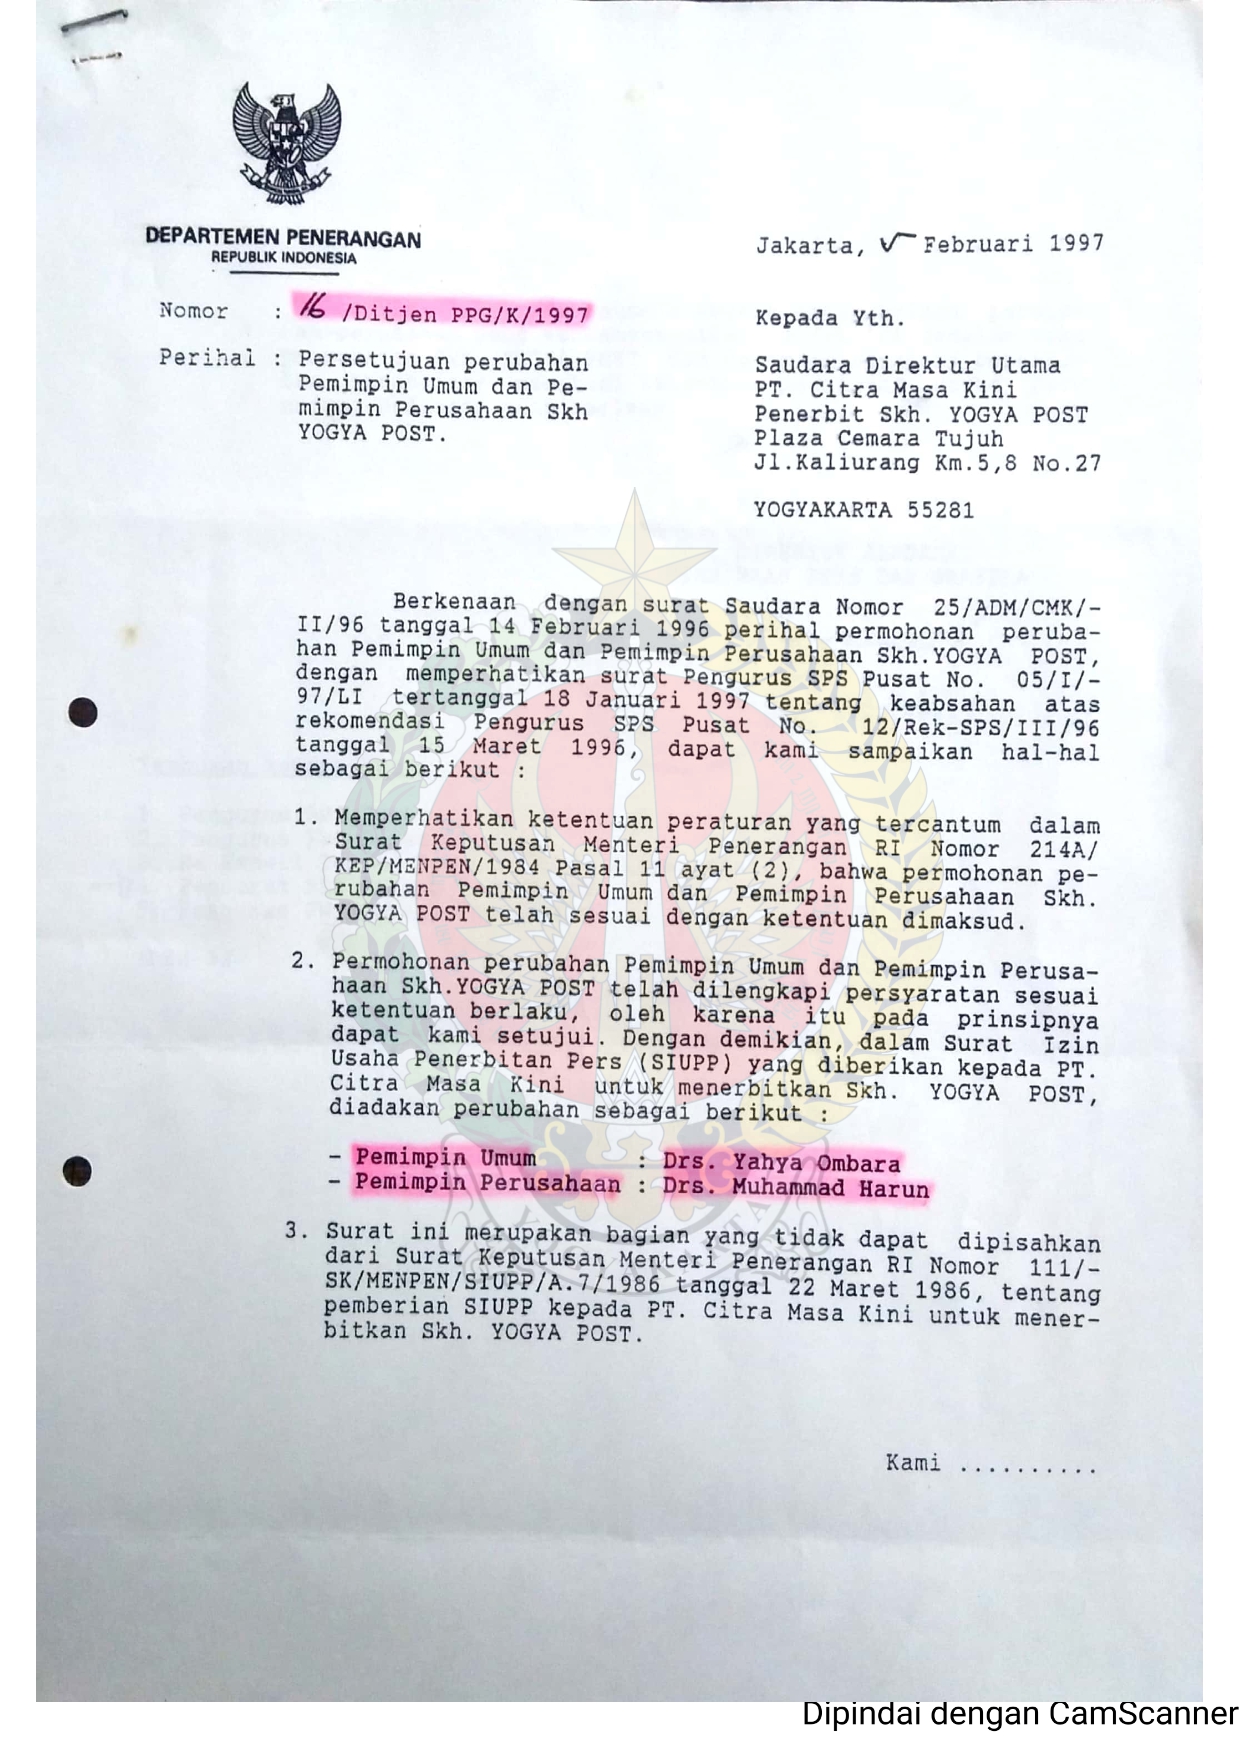 DEPARTEMEN PENERANGAN
REPUBLIK INDONESIA
Jakarta, 5 Februari 1997
Nomor : 16 /Ditjen PPG/K/1997
Perihal : Persetujuan perubahan
Pemimpin Umum dan Pe-
mimpin Perusahaan Skh
YOGYA POST.
Kepada Yth.
Saudara Direktur Utama
PT. Citra Masa Kini
Penerbit Skh. YOGYA POST
Plaza Cemara Tujuh
Jl.Kaliurang Km.5,8 No.27
YOGYAKARTA 55281
Berkenaan dengan surat Saudara Nomor 25/ADM/CMK/-
II/96 tanggal 14 Februari 1996 perihal permohonan peruba-
han Pemimpin Umum dan Pemimpin Perusahaan Skh.YOGYA POST,
dengan memperhatikan surat Pengurus SPS Pusat No. 05/I/-
97/LI tertanggal 18 Januari 1997 tentang keabsahan atas
rekomendasi Pengurus SPS Pusat No. 12/Rek-SPS/III/96
tanggal 15 Maret 1996, dapat kami sampaikan hal-hal
sebagai berikut :
1. Memperhatikan ketentuan peraturan yang tercantum dalam
Surat Keputusan Menteri Penerangan RI Nomor 214A/
KEP/MENPEN/1984 Pasal 11 ayat (2), bahwa permohonan pe-
rubahan Pemimpin Umum dan Pemimpin Perusahaan Skh.
YOGYA POST telah sesuai dengan ketentuan dimaksud.
2. Permohonan perubahan Pemimpin Umum dan Pemimpin Perusa-
haan Skh.YOGYA POST telah dilengkapi persyaratan sesuai
ketentuan berlaku, oleh karena itu pada prinsipnya
dapat kami setujui. Dengan demikian, dalam Surat Izin
Usaha Penerbitan Pers (SIUPP) yang diberikan kepada PT.
Citra Masa Kini untuk menerbitkan Skh. YOGYA POST,
diadakan perubahan sebagai berikut :
- Pemimpin Umum : Drs. Yahya Ombara
- Pemimpin Perusahaan : Drs. Muhammad Harun
3. Surat ini merupakan bagian yang tidak dapat dipisahkan
dari Surat Keputusan Menteri Penerangan RI Nomor 111/-
SK/MENPEN/SIUPP/A.7/1986 tanggal 22 Maret 1986, tentang
pemberian SIUPP kepada PT. Citra Masa Kini untuk mener-
bitkan Skh. YOGYA POST.
YOGYAKARTA
Kami ..........
Dipindai dengan CamScanner